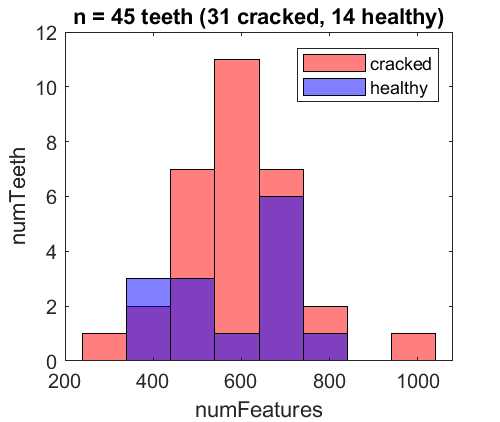 n = 45 teeth (31 cracked, 14 healthy)
12
10
8
6
4
2
0
numTeeth
cracked
healthy
200 400 600 800 1000
numFeatures